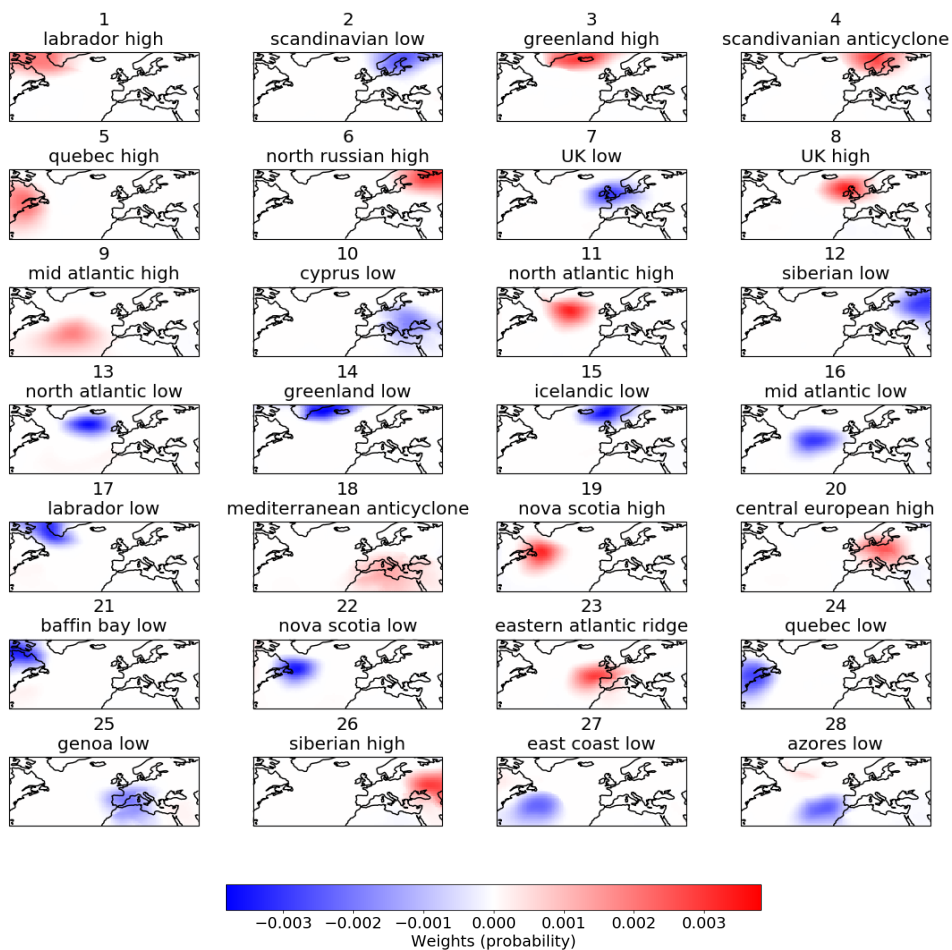 1 2 3 4
labrador high scandinavian low greenland high scandivanian anticyclone
5 6 7 8
quebec high north russian high UK low UK high
9 10 11 12
mid atlantic high cyprus low north atlantic high siberian low
13 14 15 16
north atlantic low greenland low icelandic low mid atlantic low
17 18 19 20
labrador low mediterranean anticyclone nova scotia high central european high
21 22 23 24
baffin bay low nova scotia low eastern atlantic ridge quebec low
25 26 27 28
genoa low siberian high east coast low azores low
−0.003 −0.002 −0.001 0.000 0.001 0.002 0.003
Weights (probability)